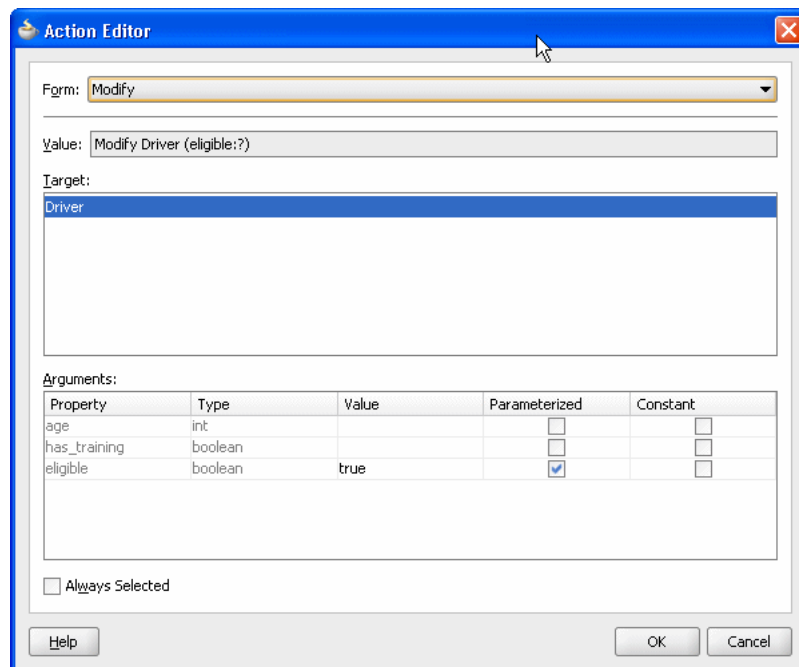 Action Editor
Form: Modify
Value: Modify Driver (eligible:?)
Target:
Driver
Arguments:
Property Type Value Parameterized Constant
age int
has_training boolean
eligible boolean true
Always Selected
Help OK Cancel